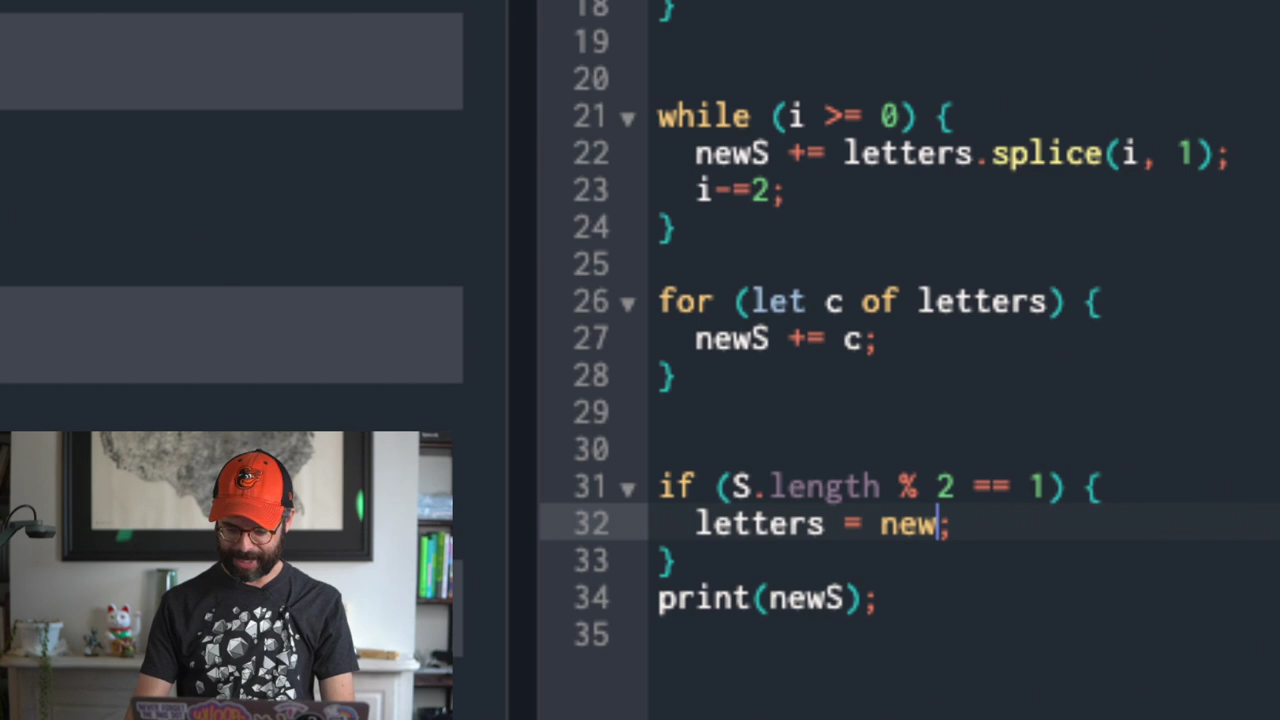 18 }
19
20
21 ▼ while (i >= 0) {
22 newS += letters.splice(i, 1);
23 i-=2;
24 }
25
26 ▼ for (let c of letters) {
27 newS += c;
28 }
29
30
31 ▼ if (S.length % 2 == 1) {
32 letters = new;
33 }
34 print(newS);
35
NEVER FORGET